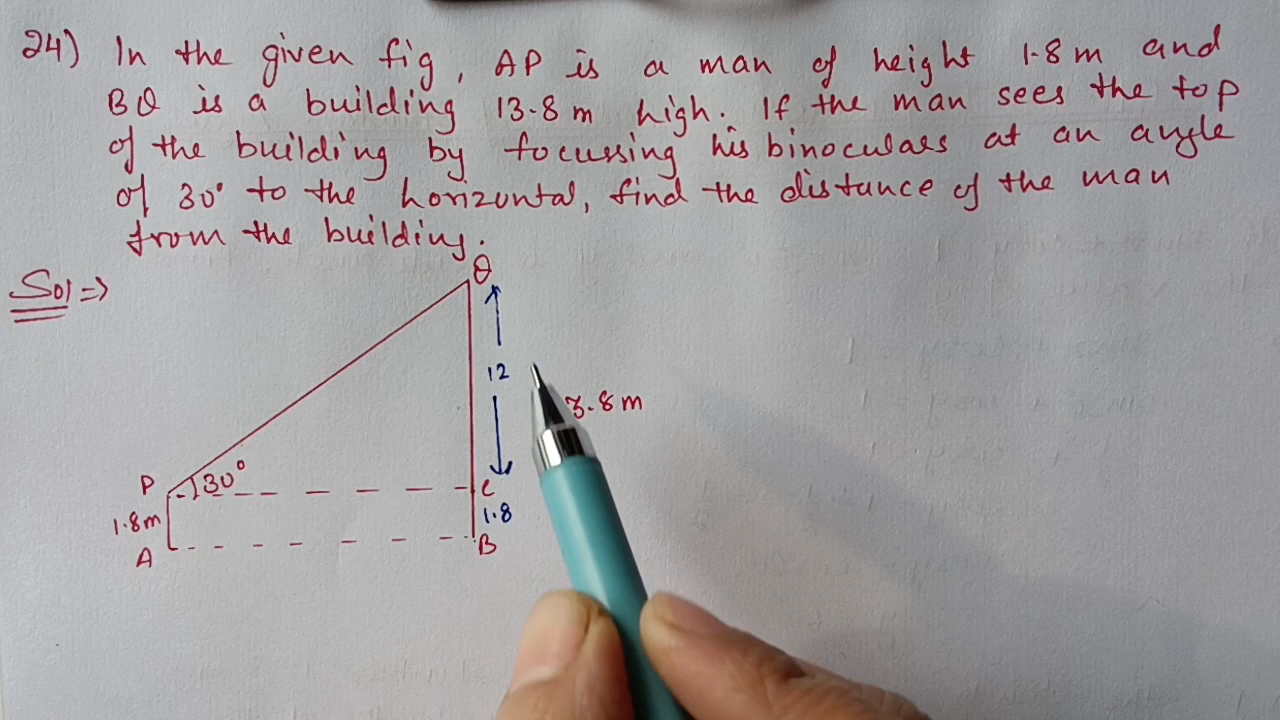 24) In the given fig, AP is a man of height 1.8 m and
BQ is a building 13.8 m high. If the man sees the top
of the building by focussing his binoculars at an angle
of 30° to the horizontal, find the distance of the man
from the building.
Sol ⇒
Q
12
3.8 m
P
30°
C
1.8 m
1.8
A
B